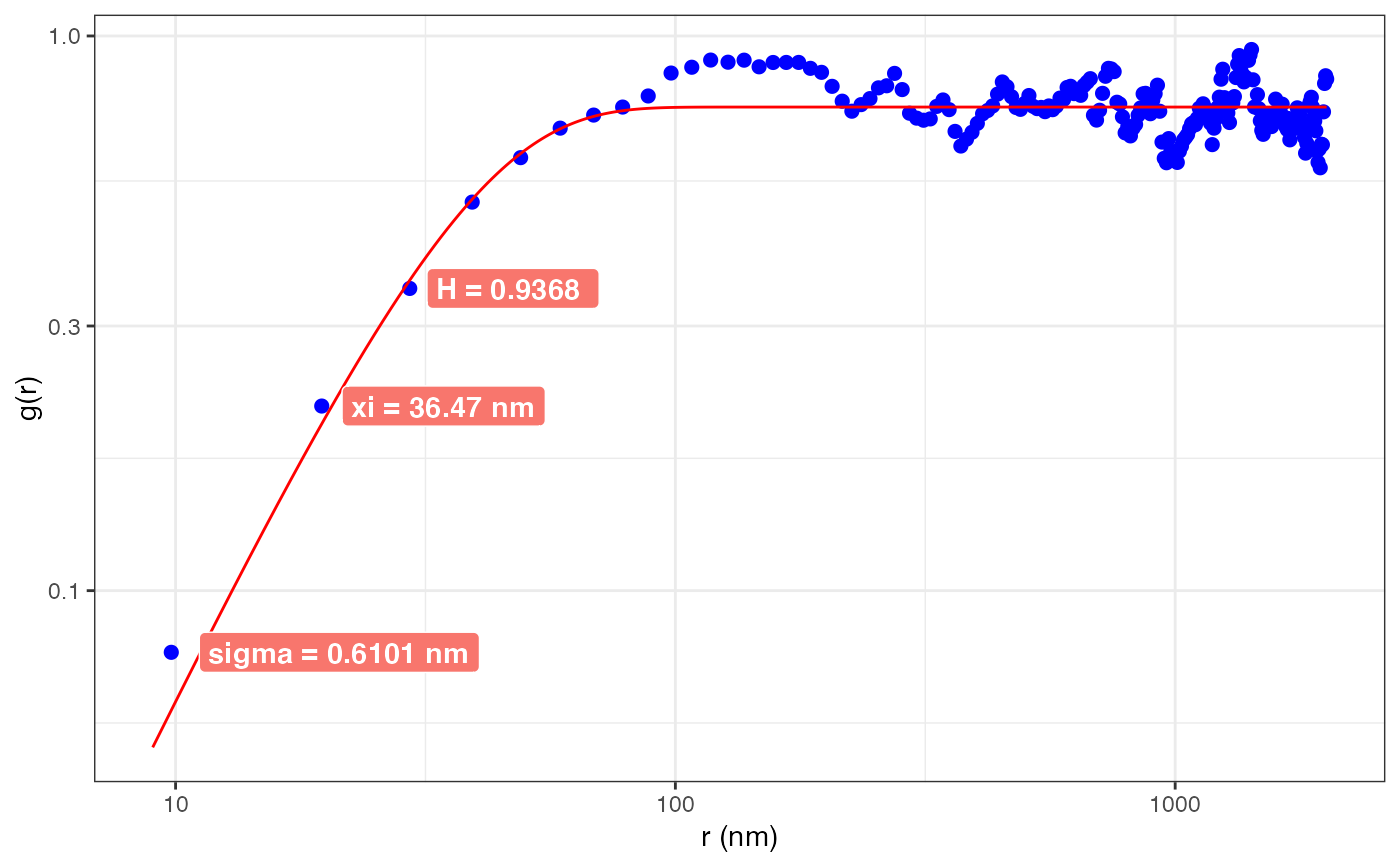 1.0
0.3
0.1
g(r)
H = 0.9368
xi = 36.47 nm
sigma = 0.6101 nm
10
100
1000
r (nm)